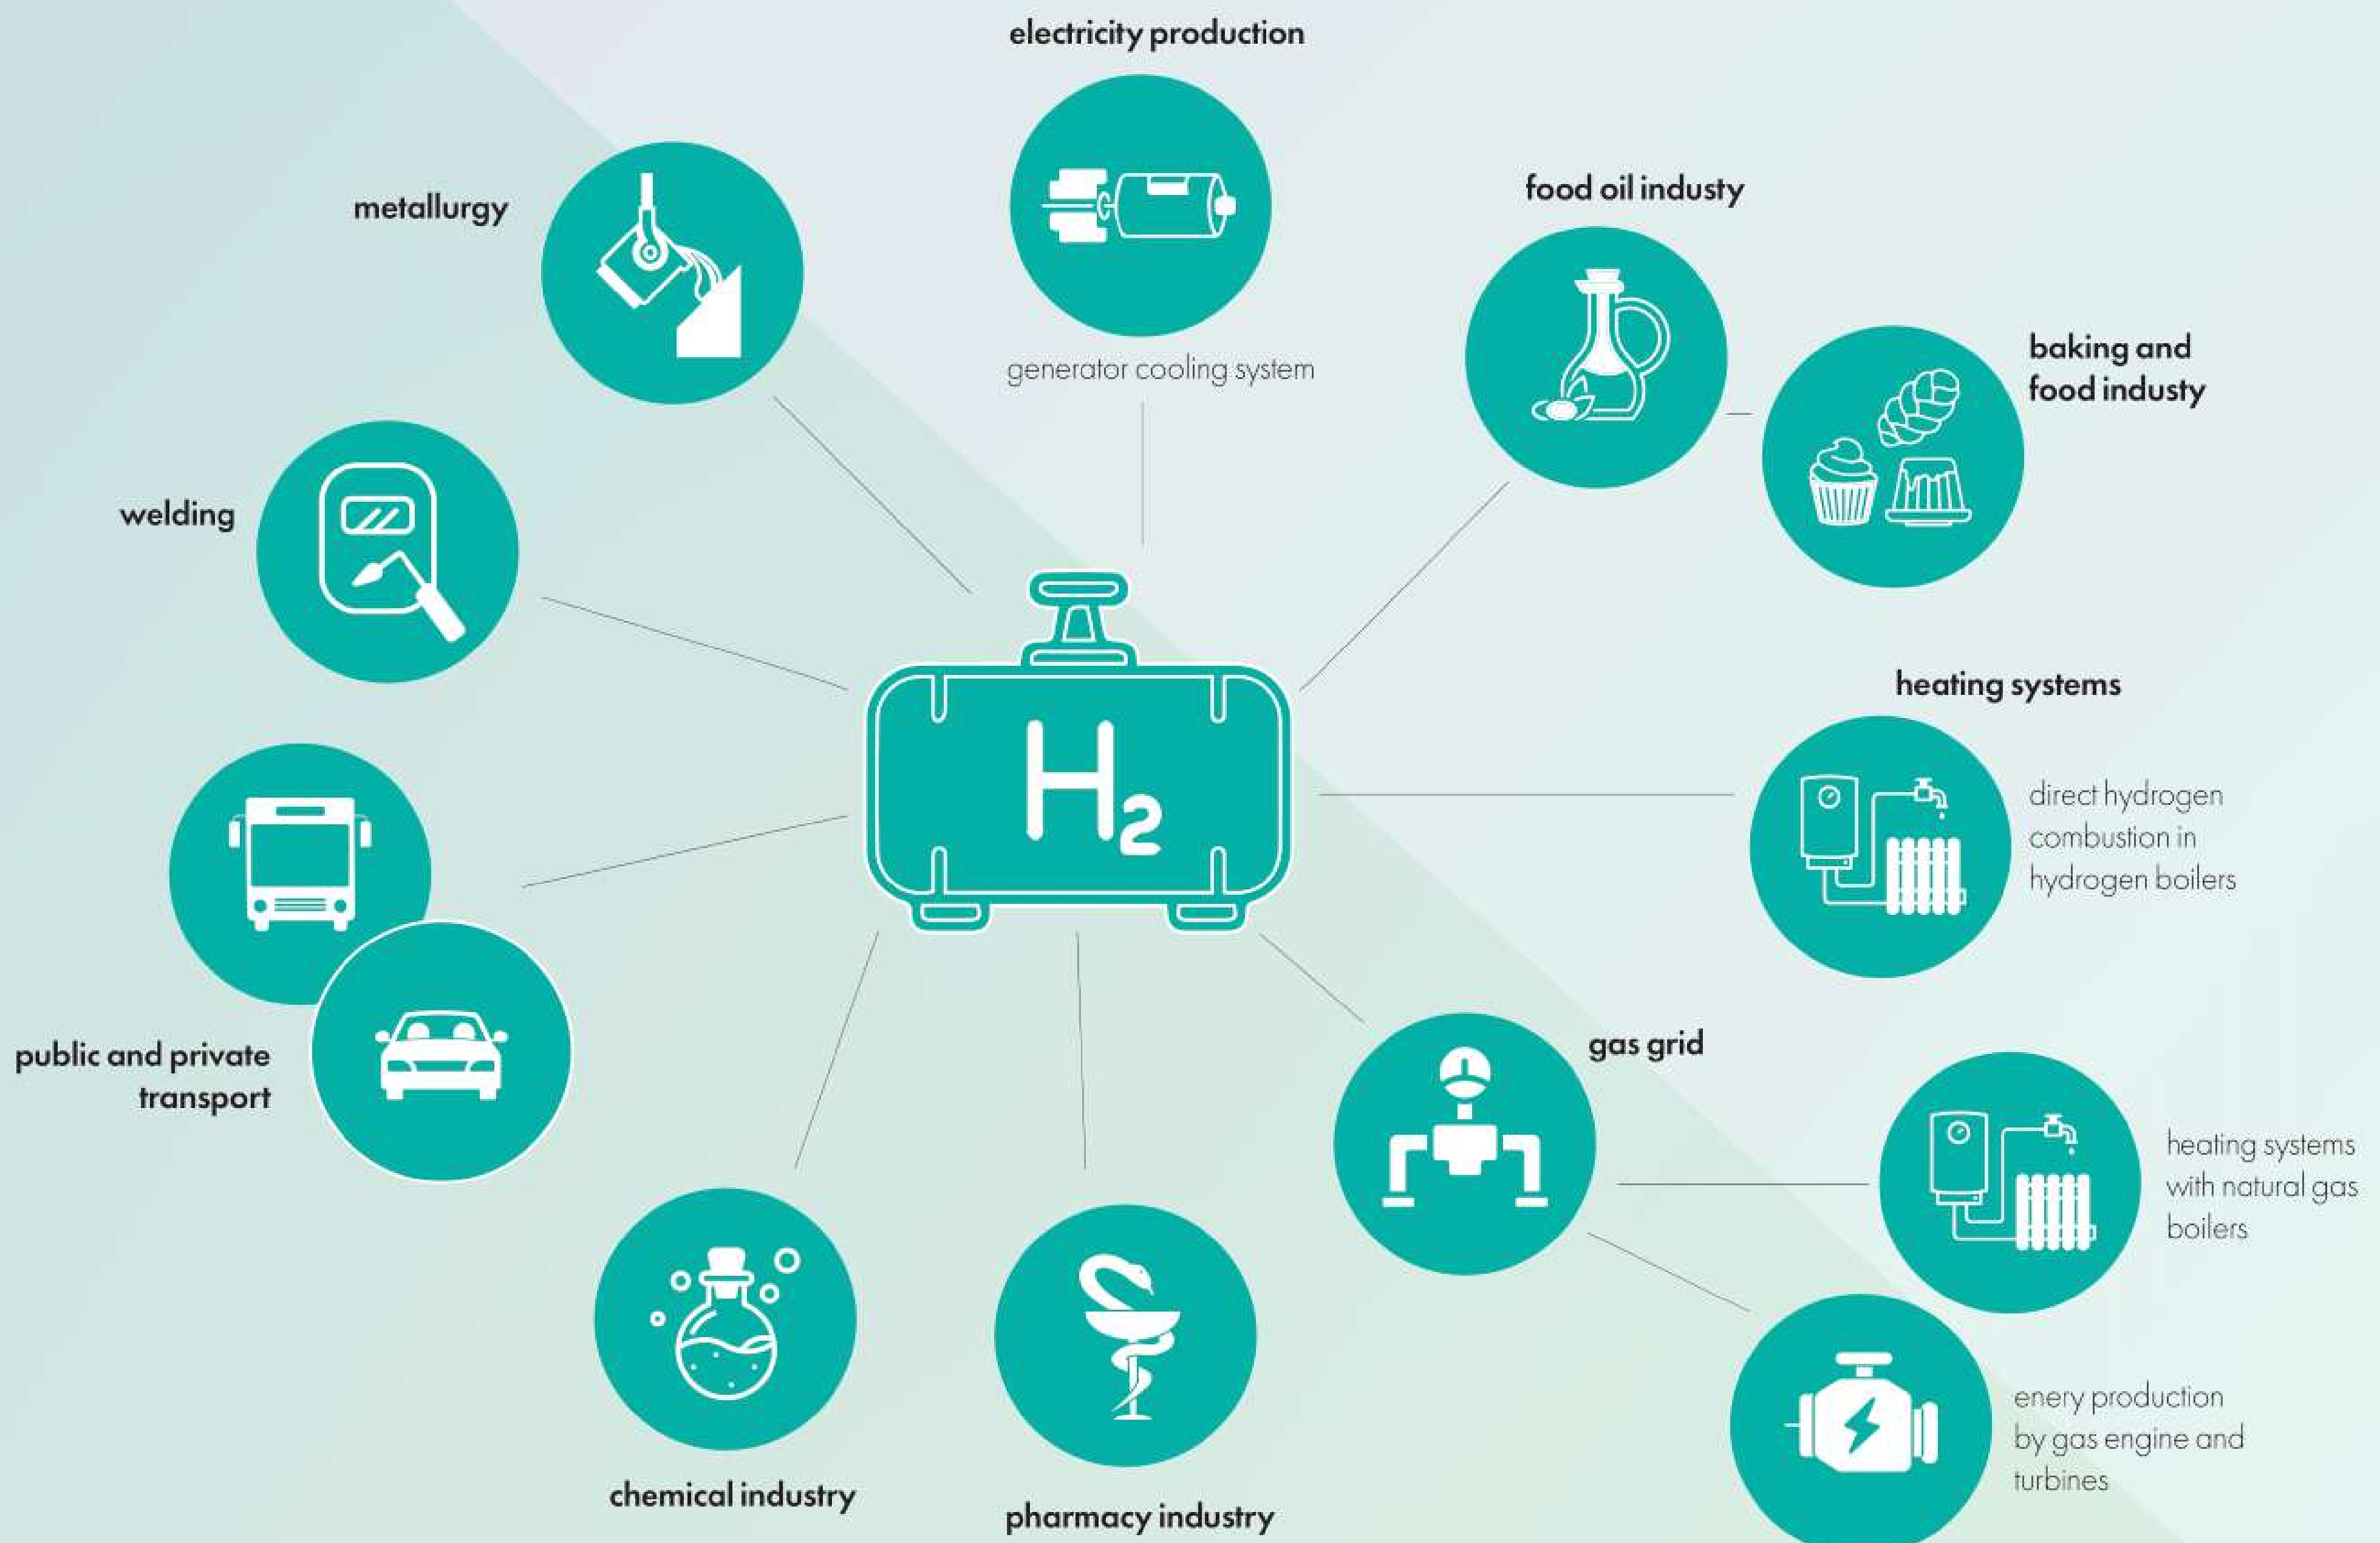 electricity production
generator cooling system
metallurgy
food oil industy
baking and
food industy
welding
H2
heating systems
direct hydrogen
combustion in
hydrogen boilers
public and private
transport
gas grid
heating systems
with natural gas
boilers
enery production
by gas engine and
turbines
chemical industry
pharmacy industry